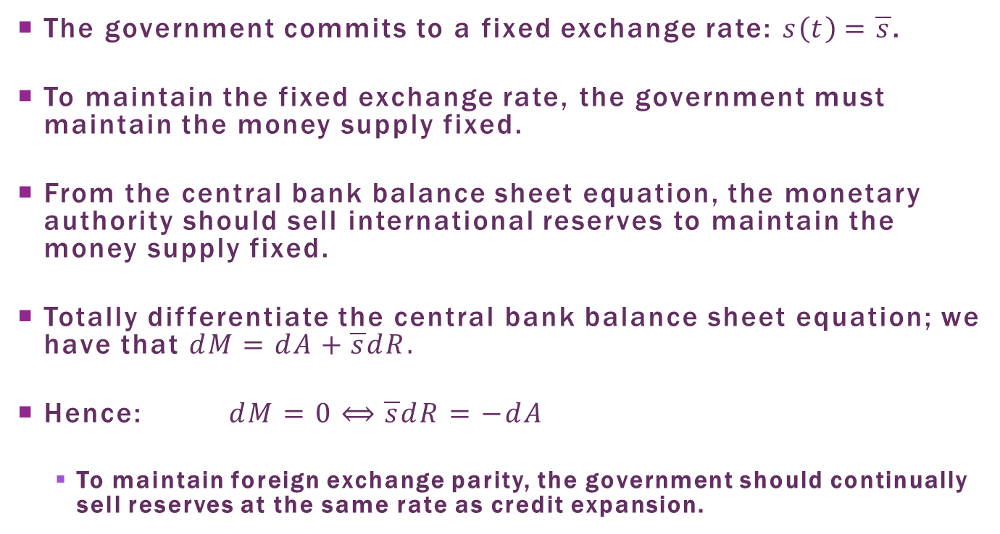 ▪ The government commits to a fixed exchange rate: s(t) = s̅.
▪ To maintain the fixed exchange rate, the government must
maintain the money supply fixed.
▪ From the central bank balance sheet equation, the monetary
authority should sell international reserves to maintain the
money supply fixed.
▪ Totally differentiate the central bank balance sheet equation; we
have that dM = dA + s̅dR.
▪ Hence: dM = 0 ⟺ s̅dR = −dA
▪ To maintain foreign exchange parity, the government should continually
sell reserves at the same rate as credit expansion.